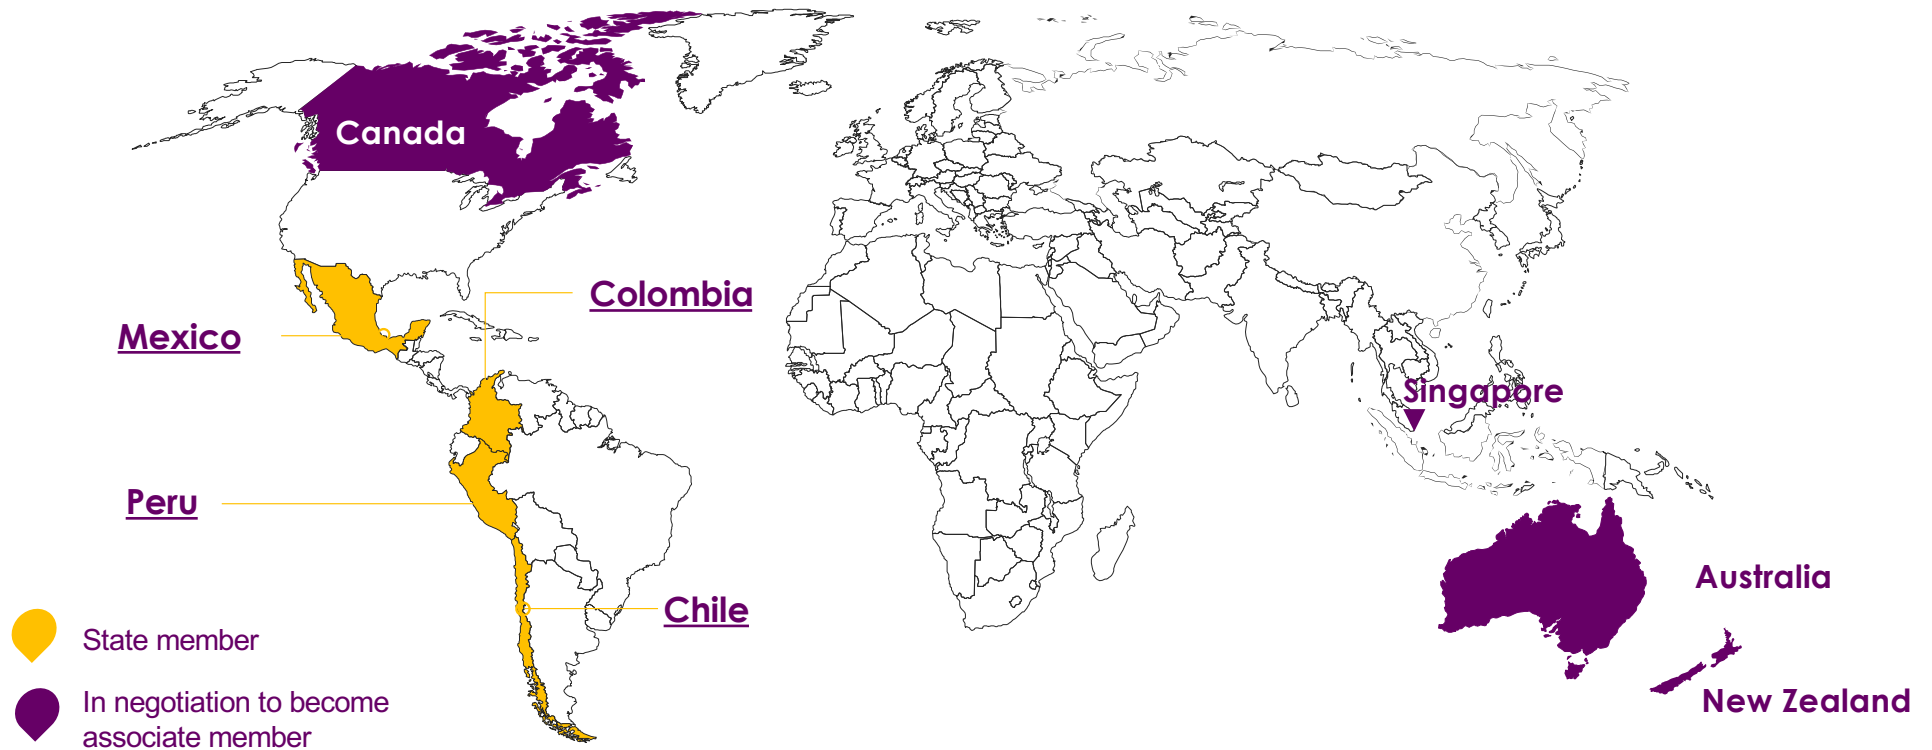 Canada
Colombia
Mexico
Singapore
Peru
Australia
Chile
State member
New Zealand
In negotiation to become
associate member